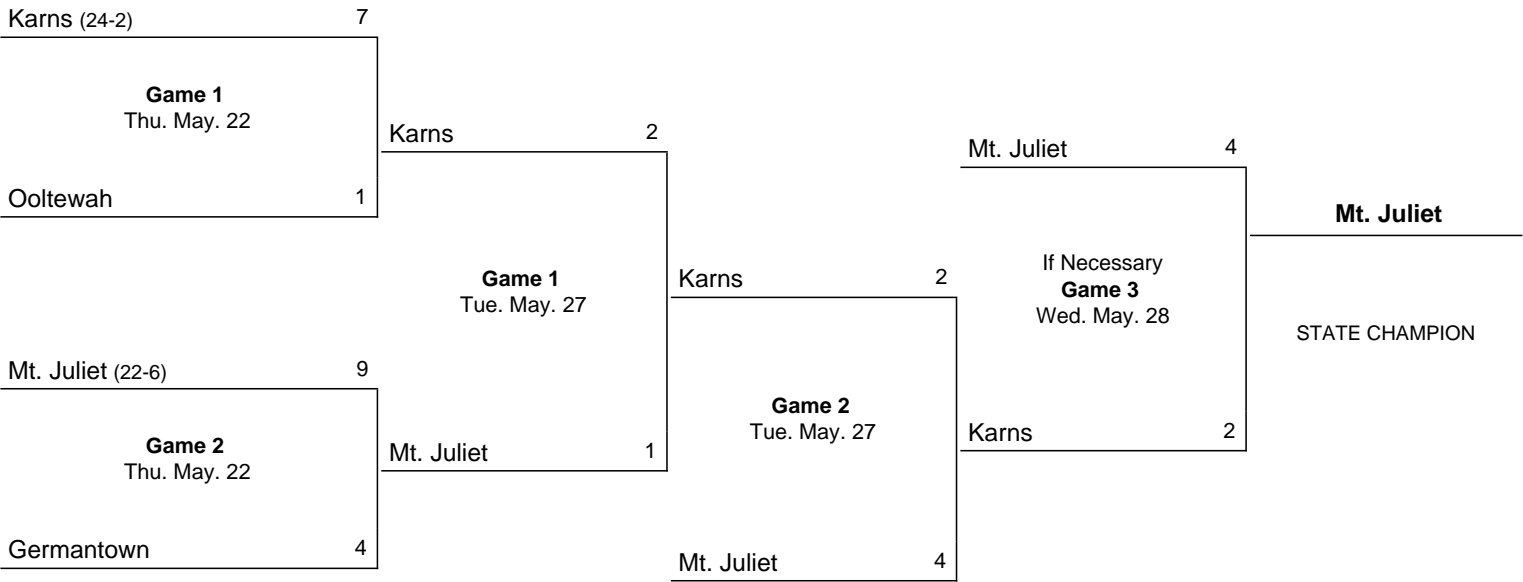 Karns (24-2) 7
Game 1
Thu. May. 22
Ooltewah 1
Mt. Juliet (22-6) 9
Game 2
Thu. May. 22
Germantown 4
Karns 2
Game 1
Tue. May. 27
Mt. Juliet 1
Karns 2
Game 2
Tue. May. 27
Mt. Juliet 4
Mt. Juliet 4
If Necessary
Game 3
Wed. May. 28
Karns 2
Mt. Juliet
STATE CHAMPION